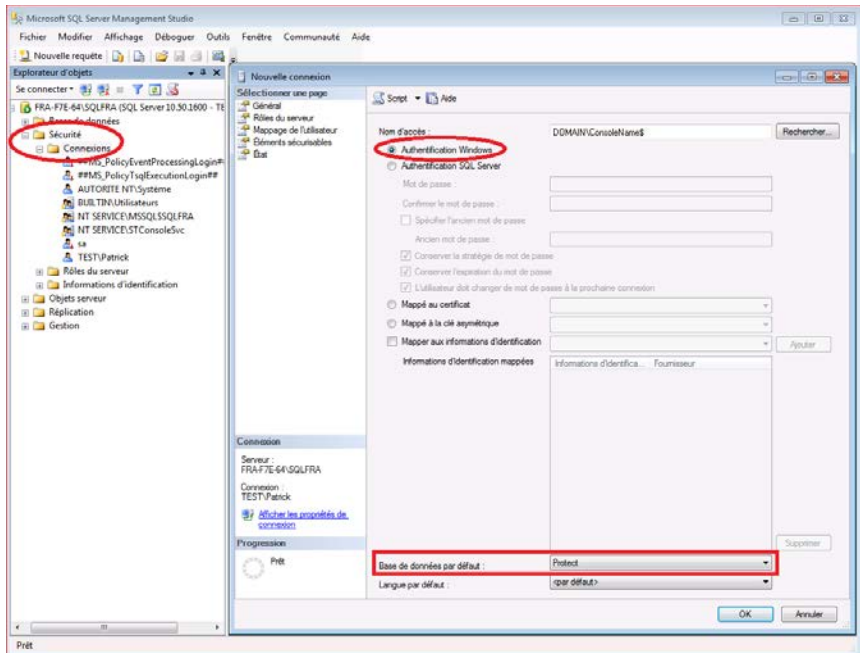 Microsoft SQL Server Management Studio
Fichier Modifier Affichage Déboguer Outils Fenêtre Communauté Aide
Nouvelle requête
Explorateur d'objets
Se connecter
FRA-F7E-64\SQLFRA (SQL Server 10.50.1600 - TE
Bases de données
Sécurité
Connexions
##MS_PolicyEventProcessingLogin#
##MS_PolicyTsqlExecutionLogin##
AUTORITE NT\Système
BUILTIN\Utilisateurs
NT SERVICE\MSSQL$SQLFRA
NT SERVICE\STConsoleSvc
sa
TEST\Patrick
Rôles du serveur
Informations d'identification
Objets serveur
Réplication
Gestion
Prêt
Nouvelle connexion
Sélectionner une page
Général
Rôles du serveur
Mappage de l'utilisateur
Éléments sécurisables
État
Connexion
Serveur :
FRA-F7E-64\SQLFRA
Connexion :
TEST\Patrick
Afficher les propriétés de
connexion
Progression
Prêt
Script Aide
Nom d'accès : DOMAIN\ConsoleName$ Rechercher...
Authentification Windows
Authentification SQL Server
Mot de passe :
Confirmer le mot de passe :
Spécifier l'ancien mot de passe
Ancien mot de passe :
Conserver la stratégie de mot de passe
Conserver l'expiration du mot de passe
L'utilisateur doit changer de mot de passe à la prochaine connexion
Mappé au certificat
Mappé à la clé asymétrique
Mapper aux informations d'identification Ajouter
Informations d'identification mappées Informations d'identifica... Fournisseur
Supprimer
Base de données par défaut : Protect
Langue par défaut : <par défaut>
OK Annuler